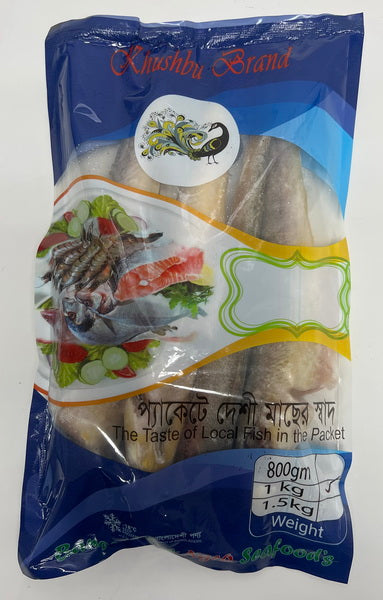 Khushbu Brand
প্যাকেটে দেশী মাছের স্বাদ
The Taste of Local Fish in the Packet
800gm
1 kg
1.5kg
Weight
Seafood's